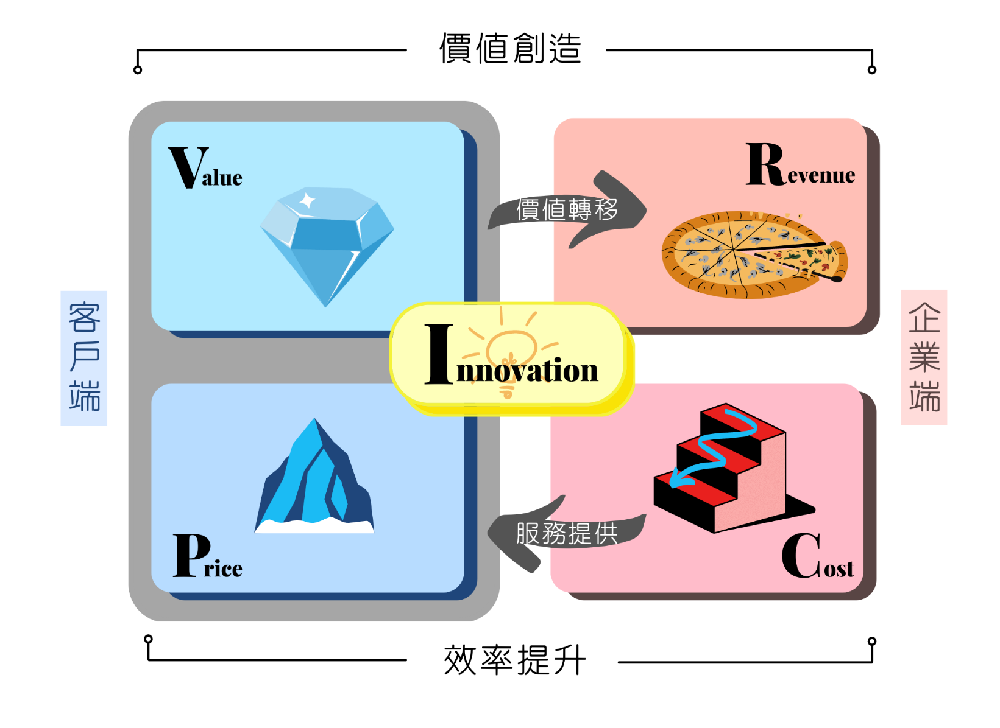 價值創造
Value
Revenue
價值轉移
客戶端
企業端
Innovation
服務提供
Price
Cost
效率提升